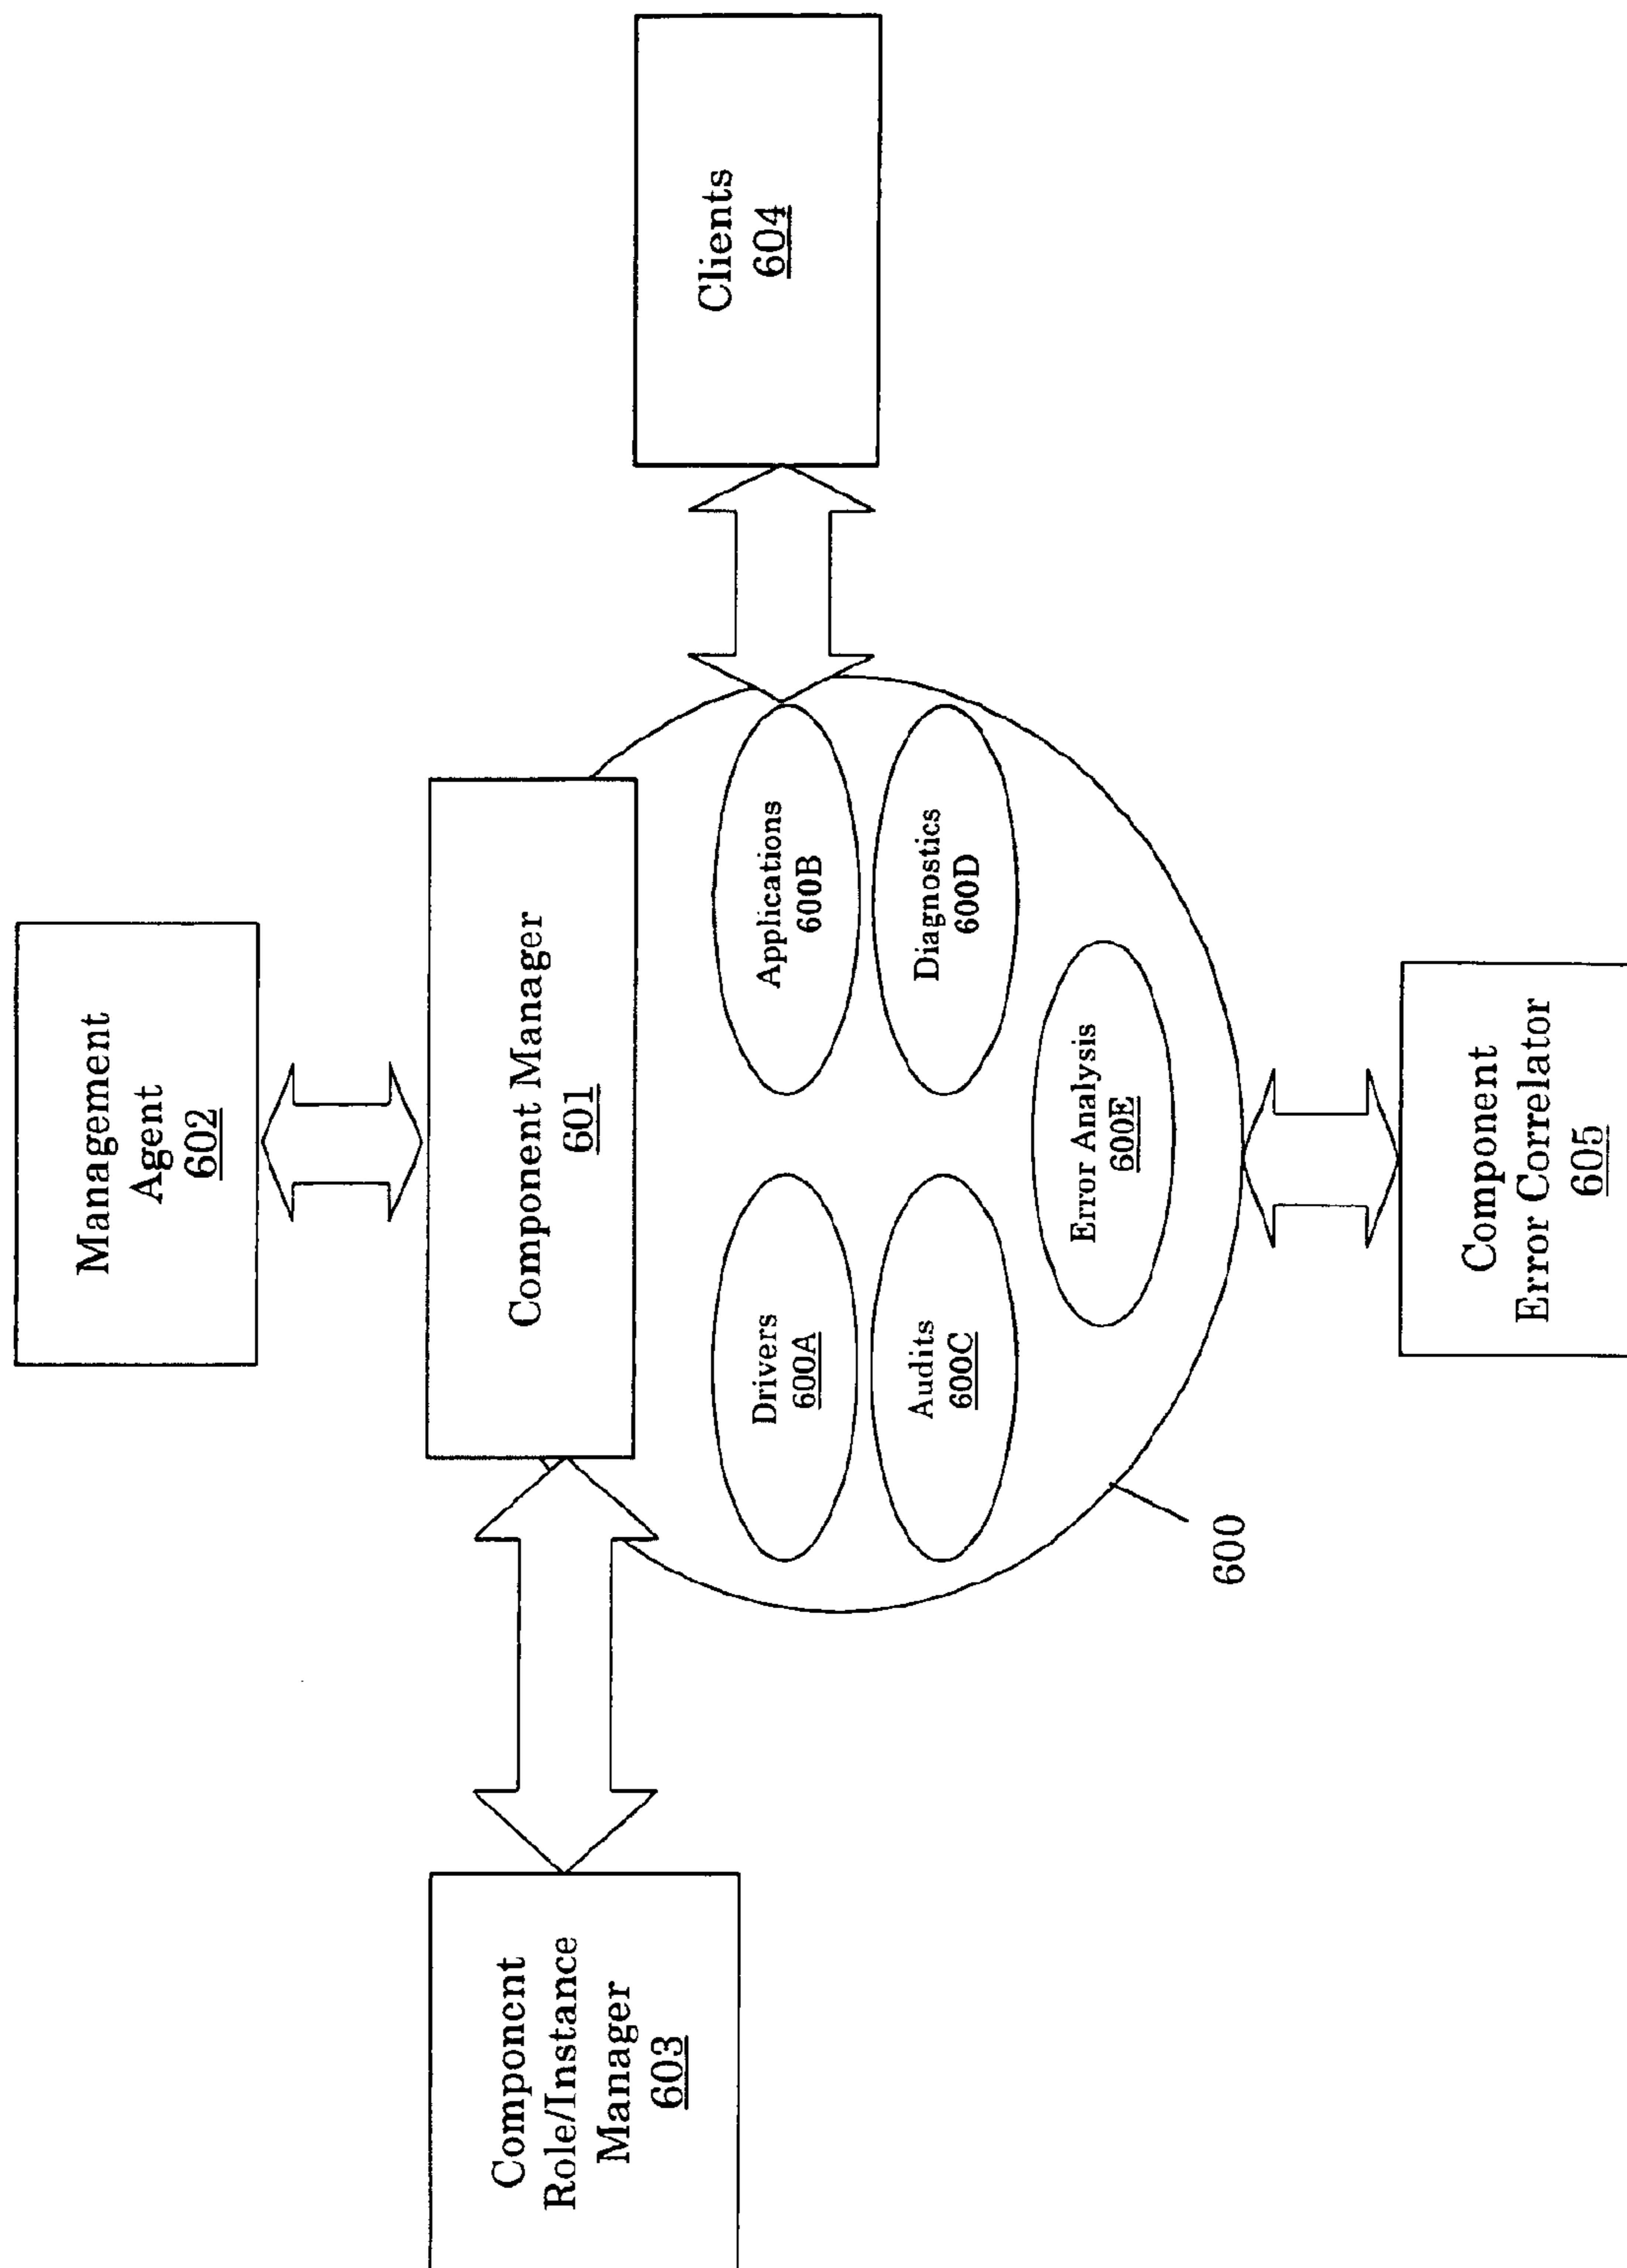 Management
Agent
602
Component
Role/Instance
Manager
603
Component Manager
601
Clients
604
Drivers
600A
Applications
600B
Audits
600C
Diagnostics
600D
Error Analysis
600E
600
Component
Error Correlator
605